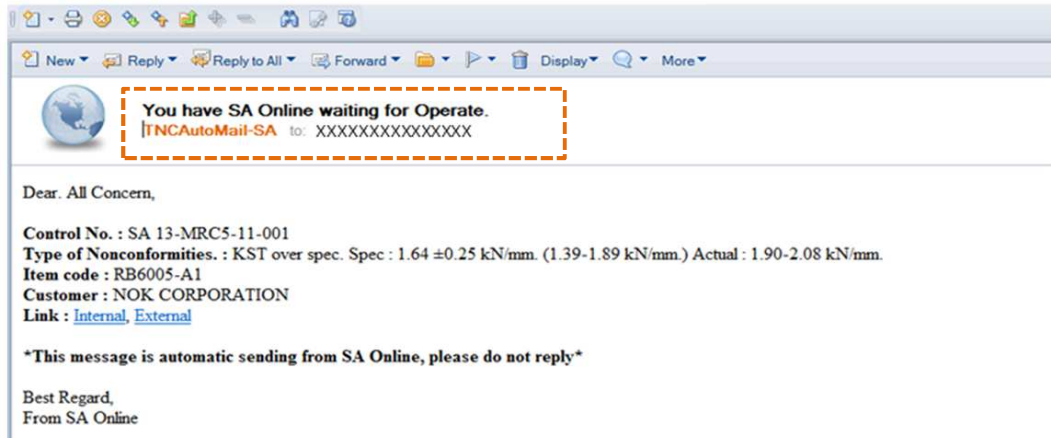 New Reply Reply to All Forward Display More
You have SA Online waiting for Operate.
TNCAutoMail-SA to: XXXXXXXXXXXXXXX
Dear. All Concern,
Control No. : SA 13-MRC5-11-001
Type of Nonconformities. : KST over spec. Spec : 1.64 ±0.25 kN/mm. (1.39-1.89 kN/mm.) Actual : 1.90-2.08 kN/mm.
Item code : RB6005-A1
Customer : NOK CORPORATION
Link : Internal, External
*This message is automatic sending from SA Online, please do not reply*
Best Regard,
From SA Online